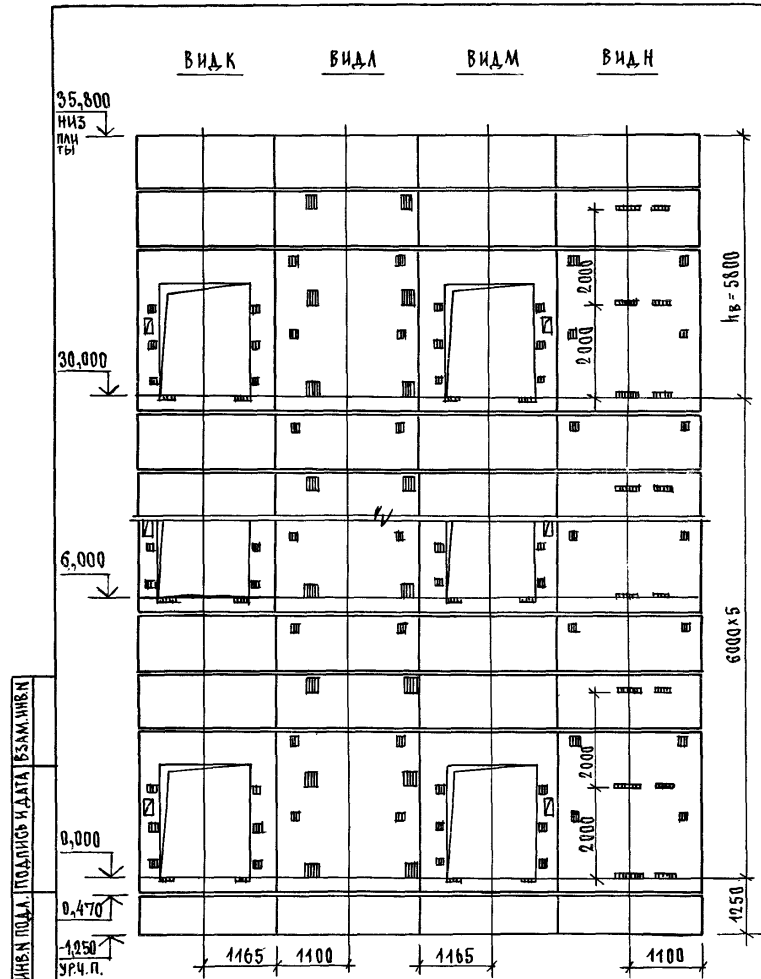 ВИД К ВИД Л ВИД М ВИД Н
35,800
НИЗ
ПЛИ
ТЫ
2000
2000
hв = 5800
30,000
6,000
6000×5
2000
2000
0,000
0,470
-1,250
УР.Ч.П.
1250
1165 1100 1165 1100
ИНВ.N ПОДЛ. ПОДПИСЬ И ДАТА ВЗАМ.ИНВ.N